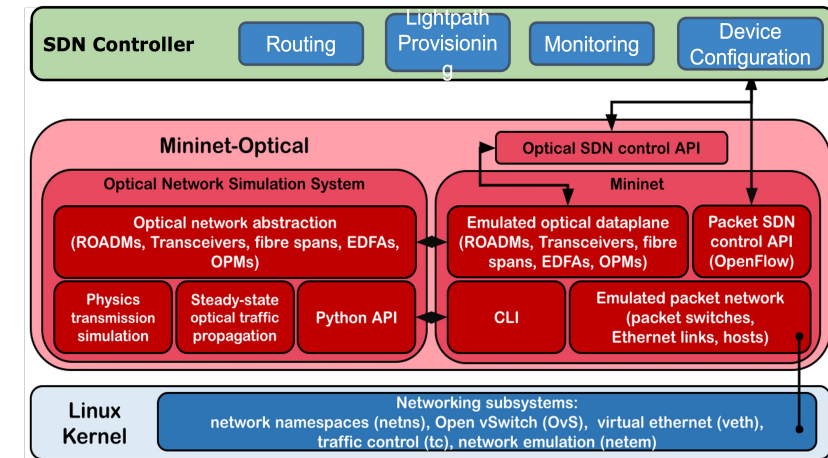 SDN Controller
Routing
Lightpath
Provisionin
g
Monitoring
Device
Configuration
Mininet-Optical
Optical SDN control API
Optical Network Simulation System
Mininet
Optical network abstraction
(ROADMs, Transceivers, fibre spans, EDFAs,
OPMs)
Emulated optical dataplane
(ROADMs, Transceivers, fibre
spans, EDFAs, OPMs)
Packet SDN
control API
(OpenFlow)
Physics
transmission
simulation
Steady-state
optical traffic
propagation
Python API
CLI
Emulated packet network
(packet switches,
Ethernet links, hosts)
Linux
Kernel
Networking subsystems:
network namespaces (netns), Open vSwitch (OvS), virtual ethernet (veth),
traffic control (tc), network emulation (netem)